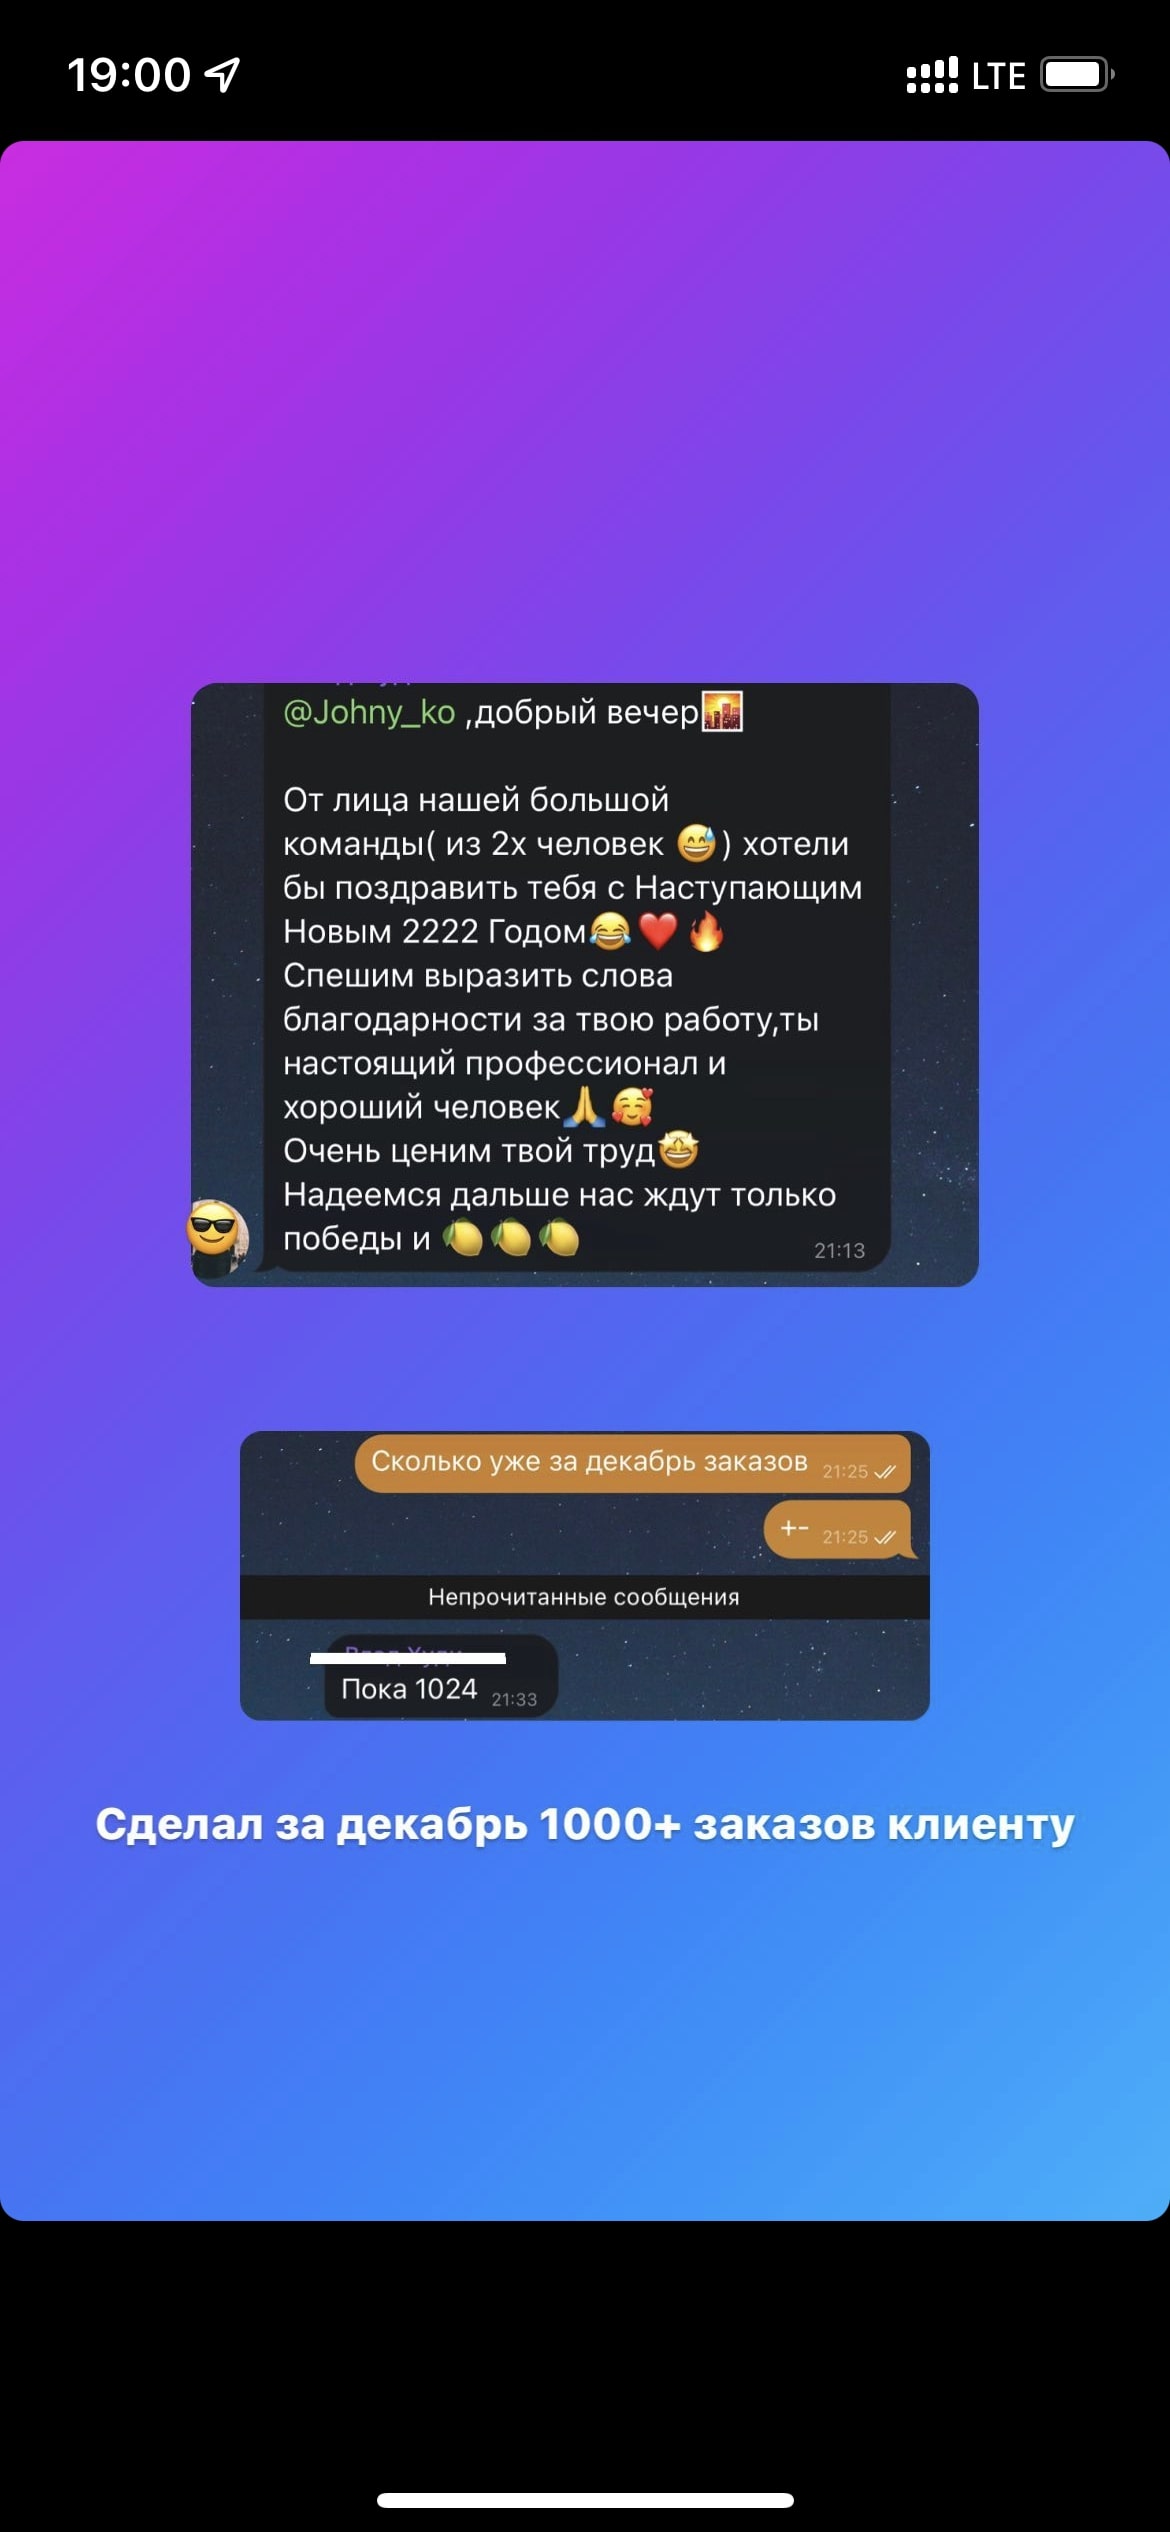 19:00
LTE
@Johny_ko ,добрый вечер🌇
От лица нашей большой
команды( из 2х человек 😅) хотели
бы поздравить тебя с Наступающим
Новым 2222 Годом😂❤️🔥
Спешим выразить слова
благодарности за твою работу,ты
настоящий профессионал и
хороший человек🙏🥰
Очень ценим твой труд🤩
Надеемся дальше нас ждут только
победы и 🍋🍋🍋
21:13
Сколько уже за декабрь заказов 21:25
+- 21:25
Непрочитанные сообщения
Пока 1024 21:33
Сделал за декабрь 1000+ заказов клиенту